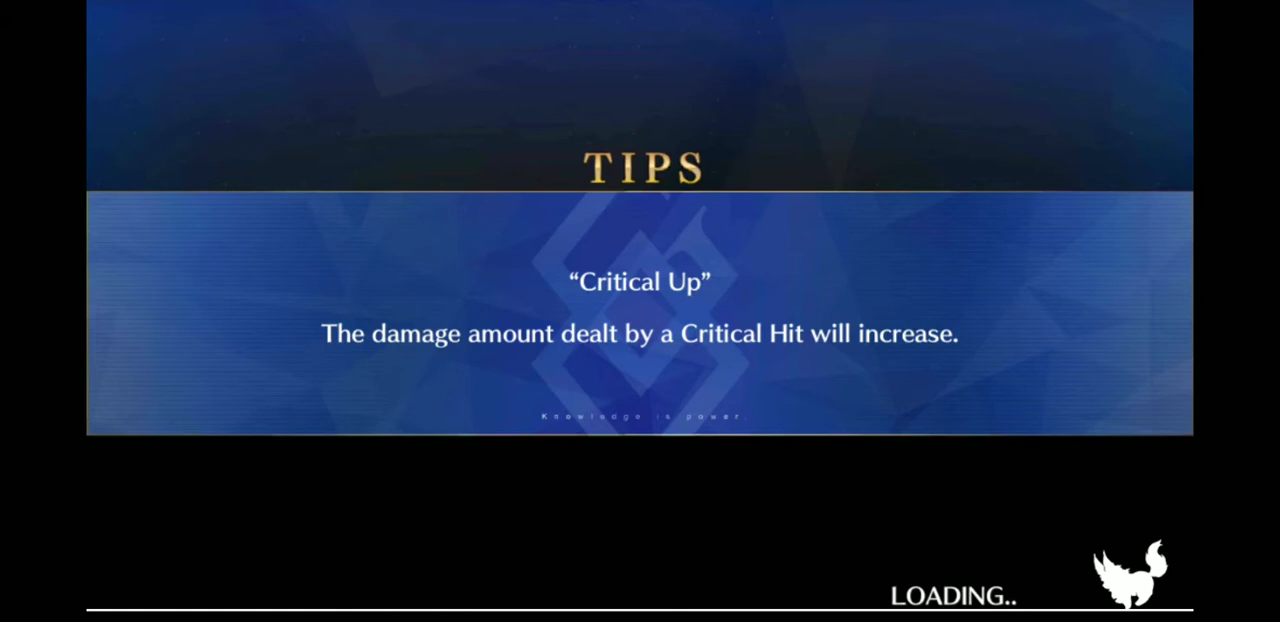 TIPS
“Critical Up”
The damage amount dealt by a Critical Hit will increase.
Knowledge is power.
LOADING..